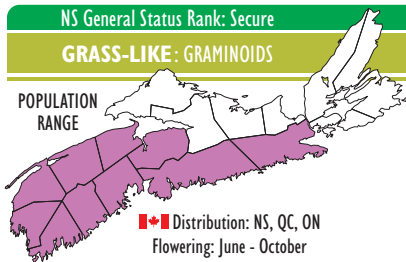 NS General Status Rank: Secure
GRASS-LIKE: GRAMINOIDS
POPULATION
RANGE
Distribution: NS, QC, ON
Flowering: June - October